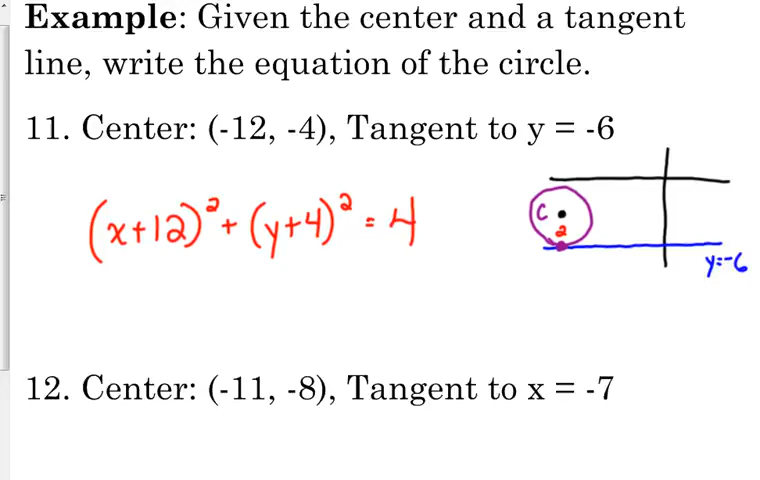 Example: Given the center and a tangent
line, write the equation of the circle.
11. Center: (-12, -4), Tangent to y = -6
(x+12)² + (y+4)² = 4
C
2
y=-6
12. Center: (-11, -8), Tangent to x = -7